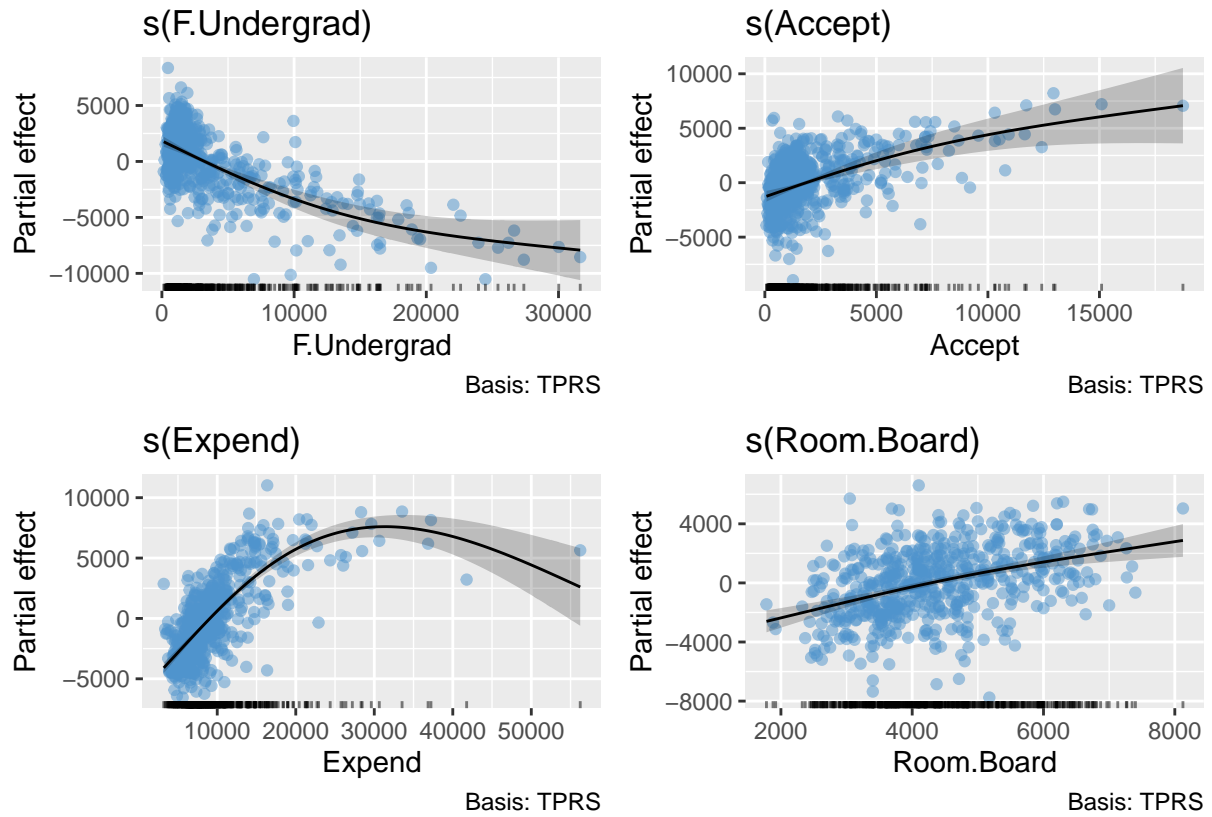 s(F.Undergrad)
Partial effect
5000
0
−5000
−10000
0 10000 20000 30000
F.Undergrad
Basis: TPRS
s(Accept)
Partial effect
10000
5000
0
−5000
0 5000 10000 15000
Accept
Basis: TPRS
s(Expend)
Partial effect
10000
5000
0
−5000
10000 20000 30000 40000 50000
Expend
Basis: TPRS
s(Room.Board)
Partial effect
4000
0
−4000
−8000
2000 4000 6000 8000
Room.Board
Basis: TPRS